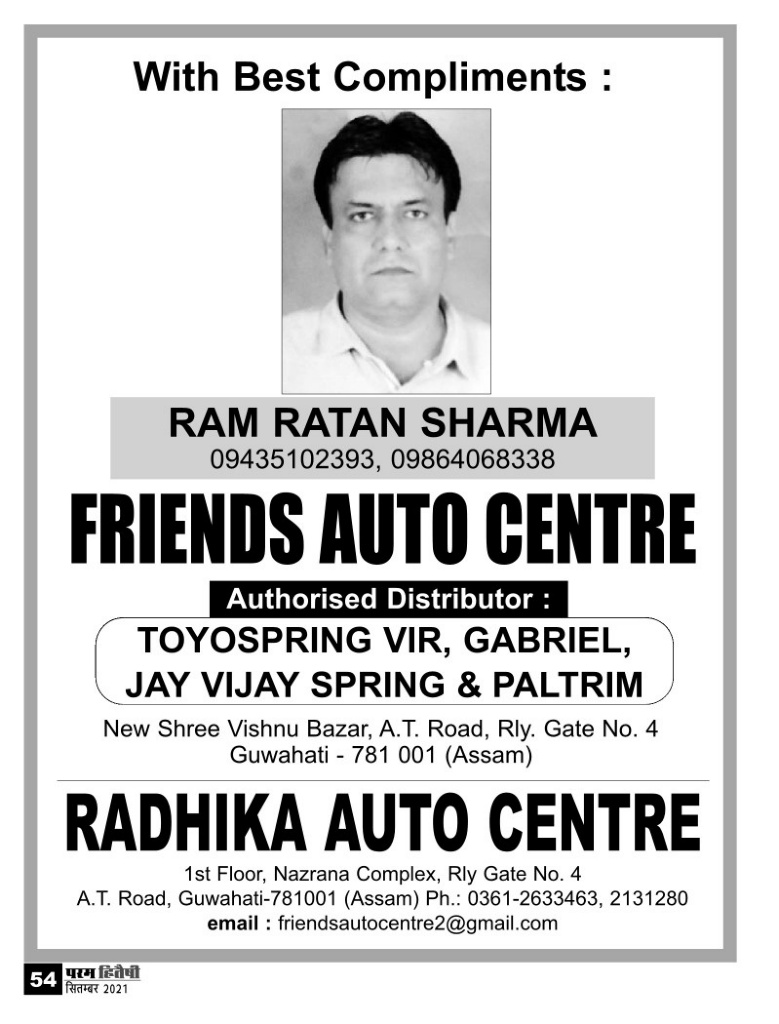 With Best Compliments :
RAM RATAN SHARMA
09435102393, 09864068338
FRIENDS AUTO CENTRE
Authorised Distributor :
TOYOSPRING VIR, GABRIEL,
JAY VIJAY SPRING & PALTRIM
New Shree Vishnu Bazar, A.T. Road, Rly. Gate No. 4
Guwahati - 781 001 (Assam)
RADHIKA AUTO CENTRE
1st Floor, Nazrana Complex, Rly Gate No. 4
A.T. Road, Guwahati-781001 (Assam) Ph.: 0361-2633463, 2131280
email : friendsautocentre2@gmail.com
54 परम हितैषी
सितम्बर 2021